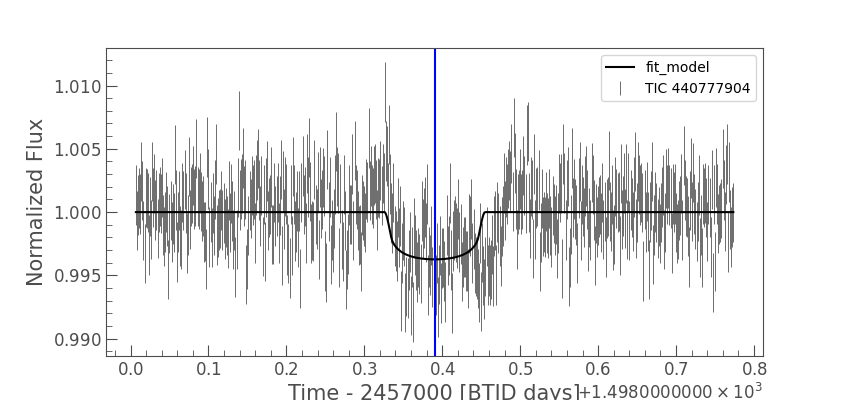 fit_model
TIC 440777904
Normalized Flux
1.010
1.005
1.000
0.995
0.990
0.0 0.1 0.2 0.3 0.4 0.5 0.6 0.7 0.8
Time - 2457000 [BTJD days]
+1.4980000000 × 10³